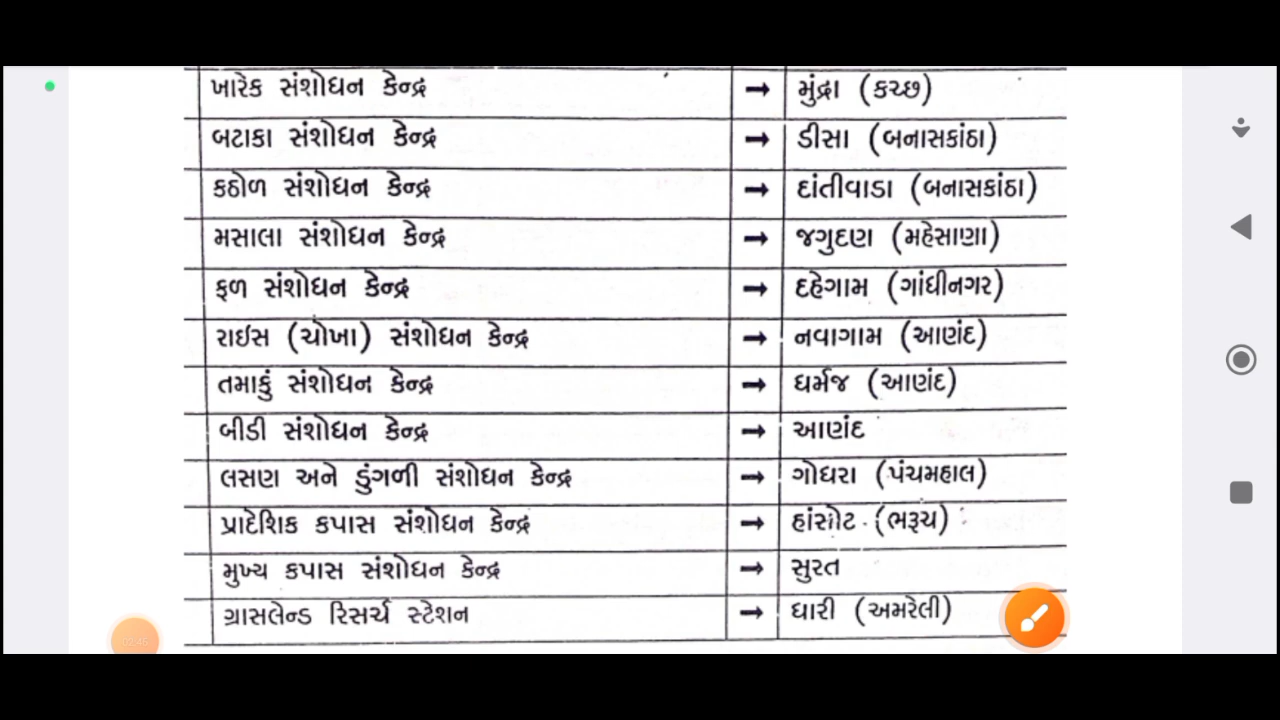 ખારેક સંશોધન કેન્દ્ર → મુંદ્રા (કચ્છ)
બટાકા સંશોધન કેન્દ્ર → ડીસા (બનાસકાંઠા)
કઠોળ સંશોધન કેન્દ્ર → દાંતીવાડા (બનાસકાંઠા)
મસાલા સંશોધન કેન્દ્ર → જગુદણ (મહેસાણા)
ફળ સંશોધન કેન્દ્ર → દહેગામ (ગાંધીનગર)
રાઇસ (ચોખા) સંશોધન કેન્દ્ર → નવાગામ (આણંદ)
તમાકું સંશોધન કેન્દ્ર → ધર્મજ (આણંદ)
બીડી સંશોધન કેન્દ્ર → આણંદ
લસણ અને ડુંગળી સંશોધન કેન્દ્ર → ગોધરા (પંચમહાલ)
પ્રાદેશિક કપાસ સંશોધન કેન્દ્ર → હાંસોટ (ભરૂચ)
મુખ્ય કપાસ સંશોધન કેન્દ્ર → સુરત
ગ્રાસલેન્ડ રિસર્ચ સ્ટેશન → ધારી (અમરેલી)